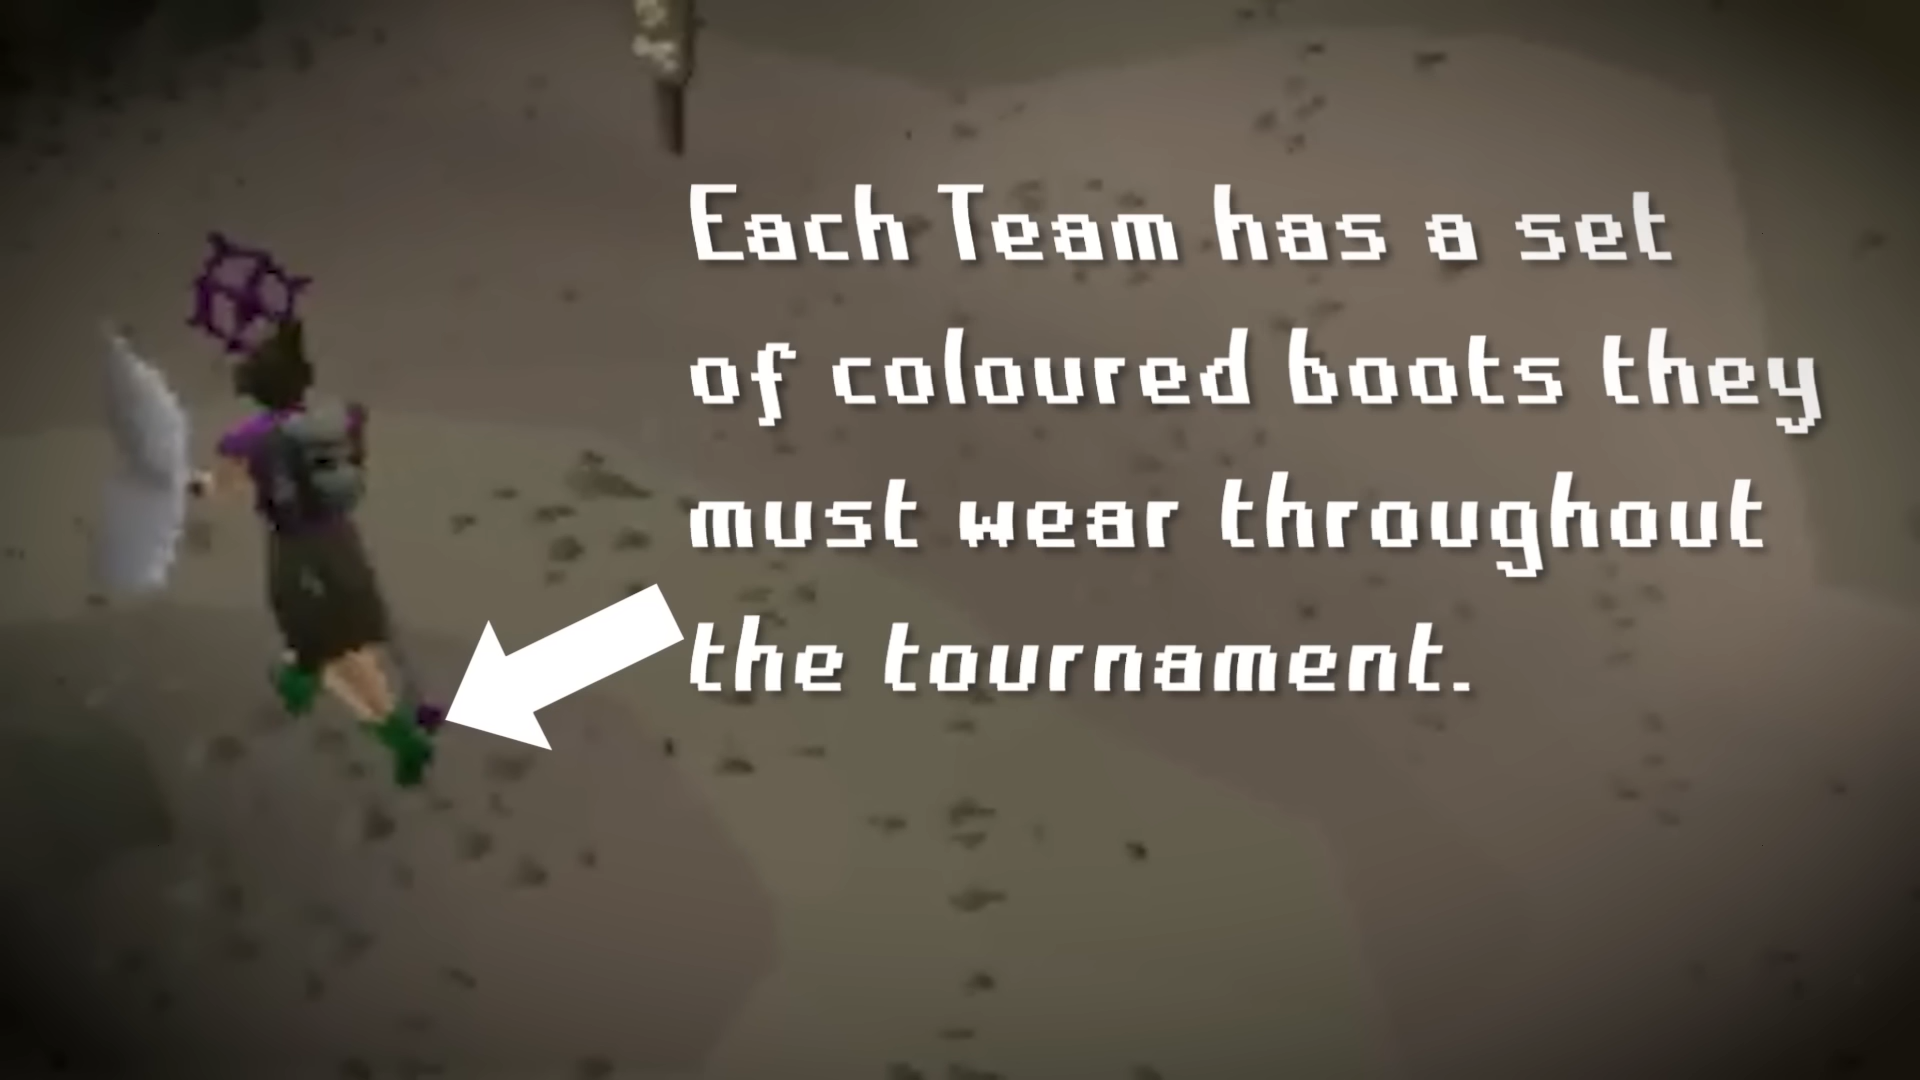 Each Team has a set
of coloured boots they
must wear throughout
the tournament.